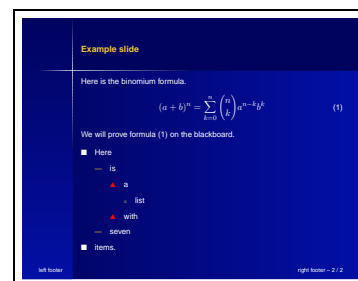 Example slide
Here is the binomium formula.
(a + b)^n = \sum_{k=0}^{n} \binom{n}{k} a^{n-k} b^k (1)
We will prove formula (1) on the blackboard.
■ Here
— is
▲ a
▪ list
▲ with
— seven
■ items.
left footer right footer – 2 / 2